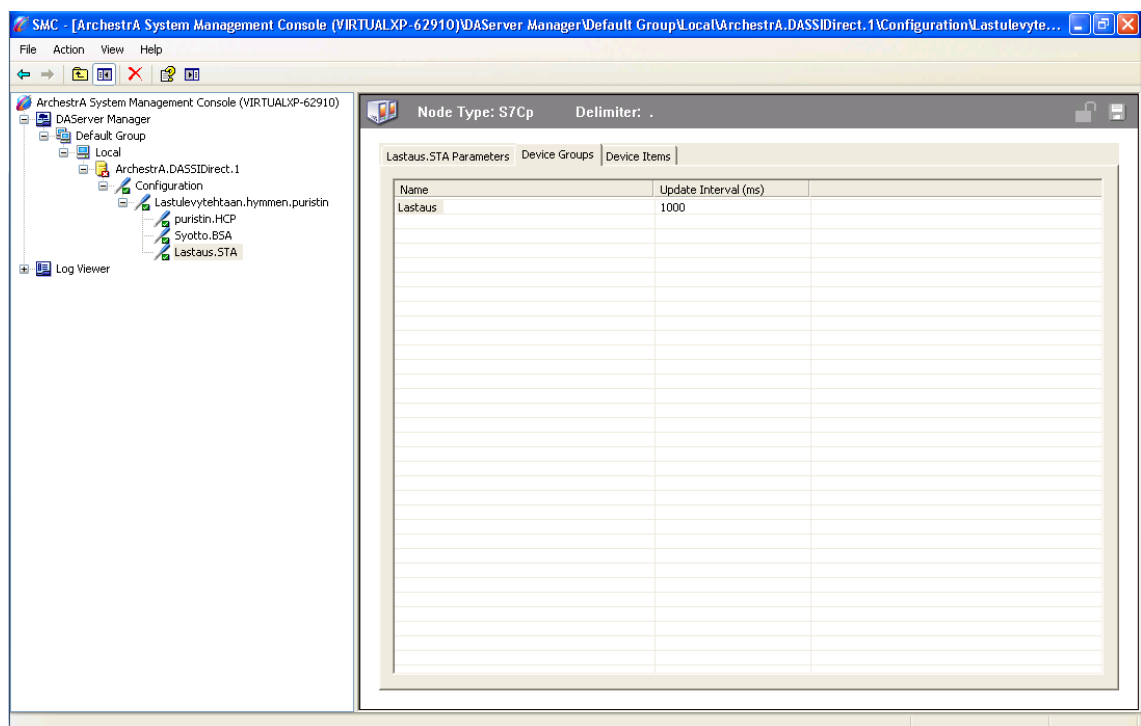 SMC - [ArchestrA System Management Console (VIRTUALXP-62910)\DAServer Manager\Default Group\Local\ArchestrA.DASSIDirect.1\Configuration\Lastulevyte...
File Action View Help
ArchestrA System Management Console (VIRTUALXP-62910)
DAServer Manager
Default Group
Local
ArchestrA.DASSIDirect.1
Configuration
Lastulevytehtaan.hymmen.puristin
puristin.HCP
Syotto.BSA
Lastaus.STA
Log Viewer
Node Type: S7Cp Delimiter: .
Lastaus.STA Parameters Device Groups Device Items
Name Update Interval (ms)
Lastaus 1000